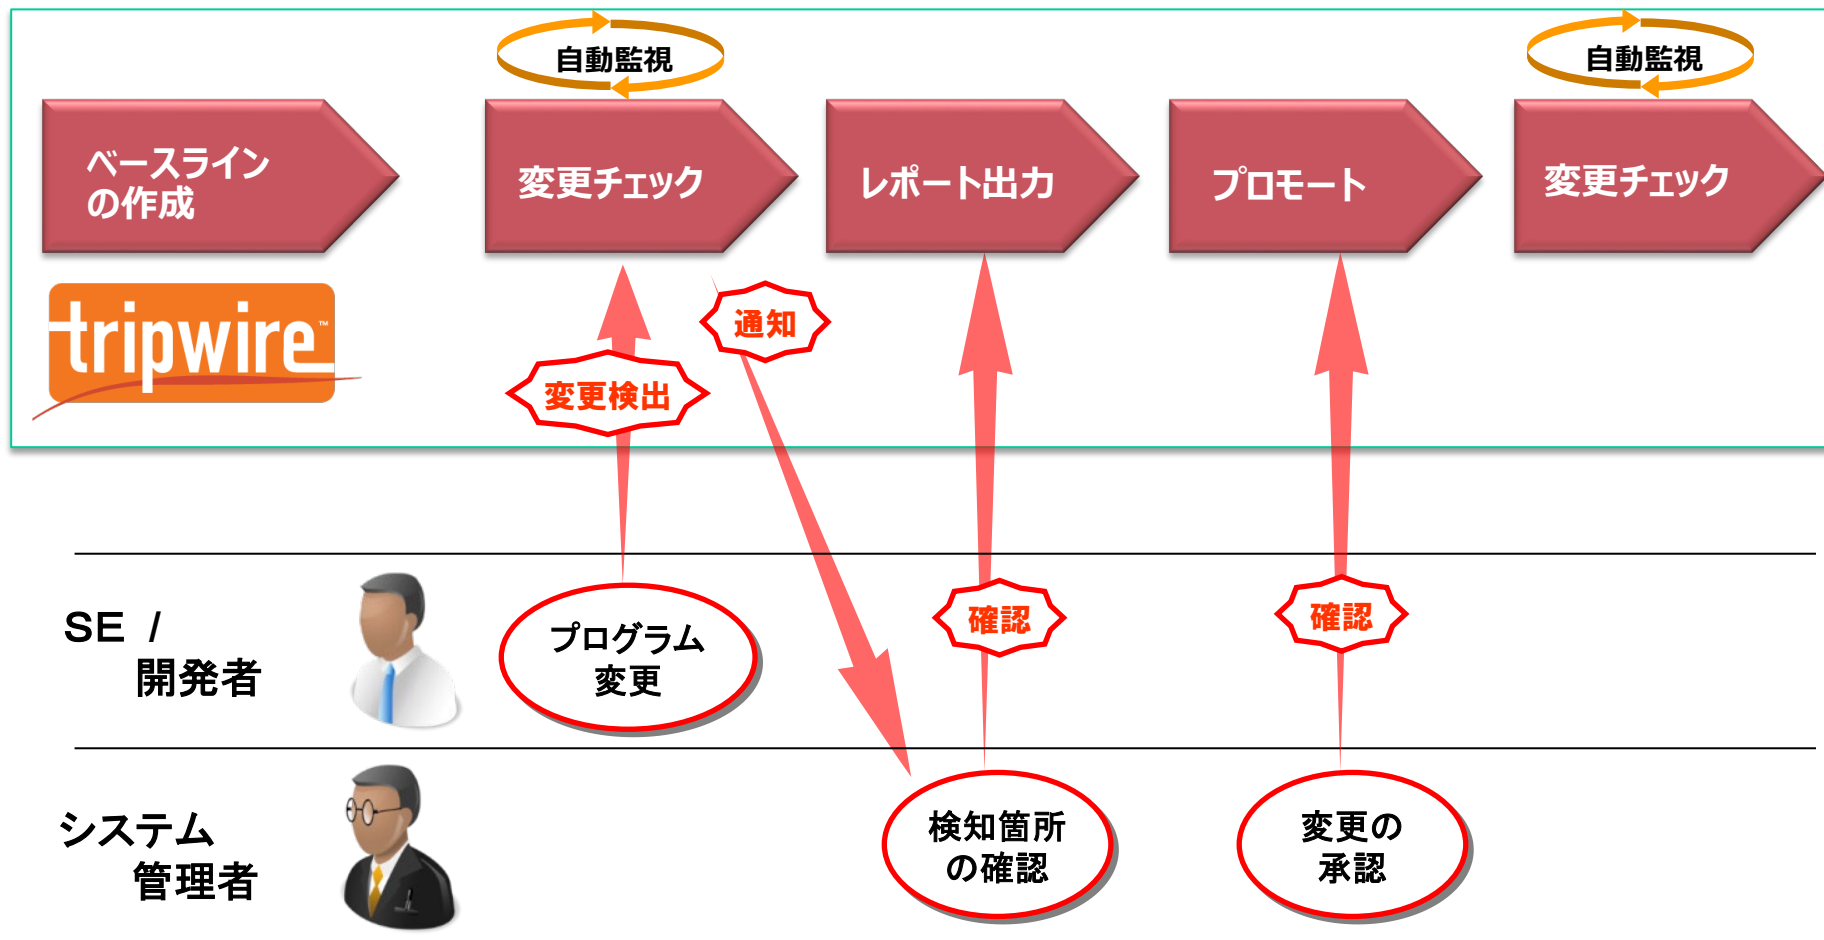 自動監視
自動監視
ベースライン
の作成
変更チェック
レポート出力
プロモート
変更チェック
tripwire™
通知
変更検出
SE /
開発者
プログラム
変更
確認
確認
システム
管理者
検知箇所
の確認
変更の
承認